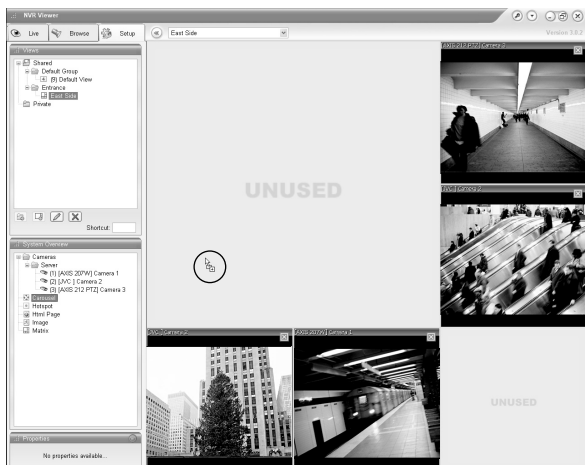 NVR Viewer
Live
Browse
Setup
East Side
Version 3.8.2
Views
Shared
Default Group
(9) Default View
Entrance
East Side
Private
Shortcut:
System Overview
Cameras
Server
(1) [AXIS 207W] Camera 1
(2) [JVC ] Camera 2
(3) [AXIS 212 PTZ] Camera 3
Carousel
Hotspot
Html Page
Image
Matrix
Properties
No properties available...
UNUSED
[AXIS 212 PTZ] Camera 3
[JVC ] Camera 2
[JVC ] Camera 2
[AXIS 207W] Camera 1
UNUSED